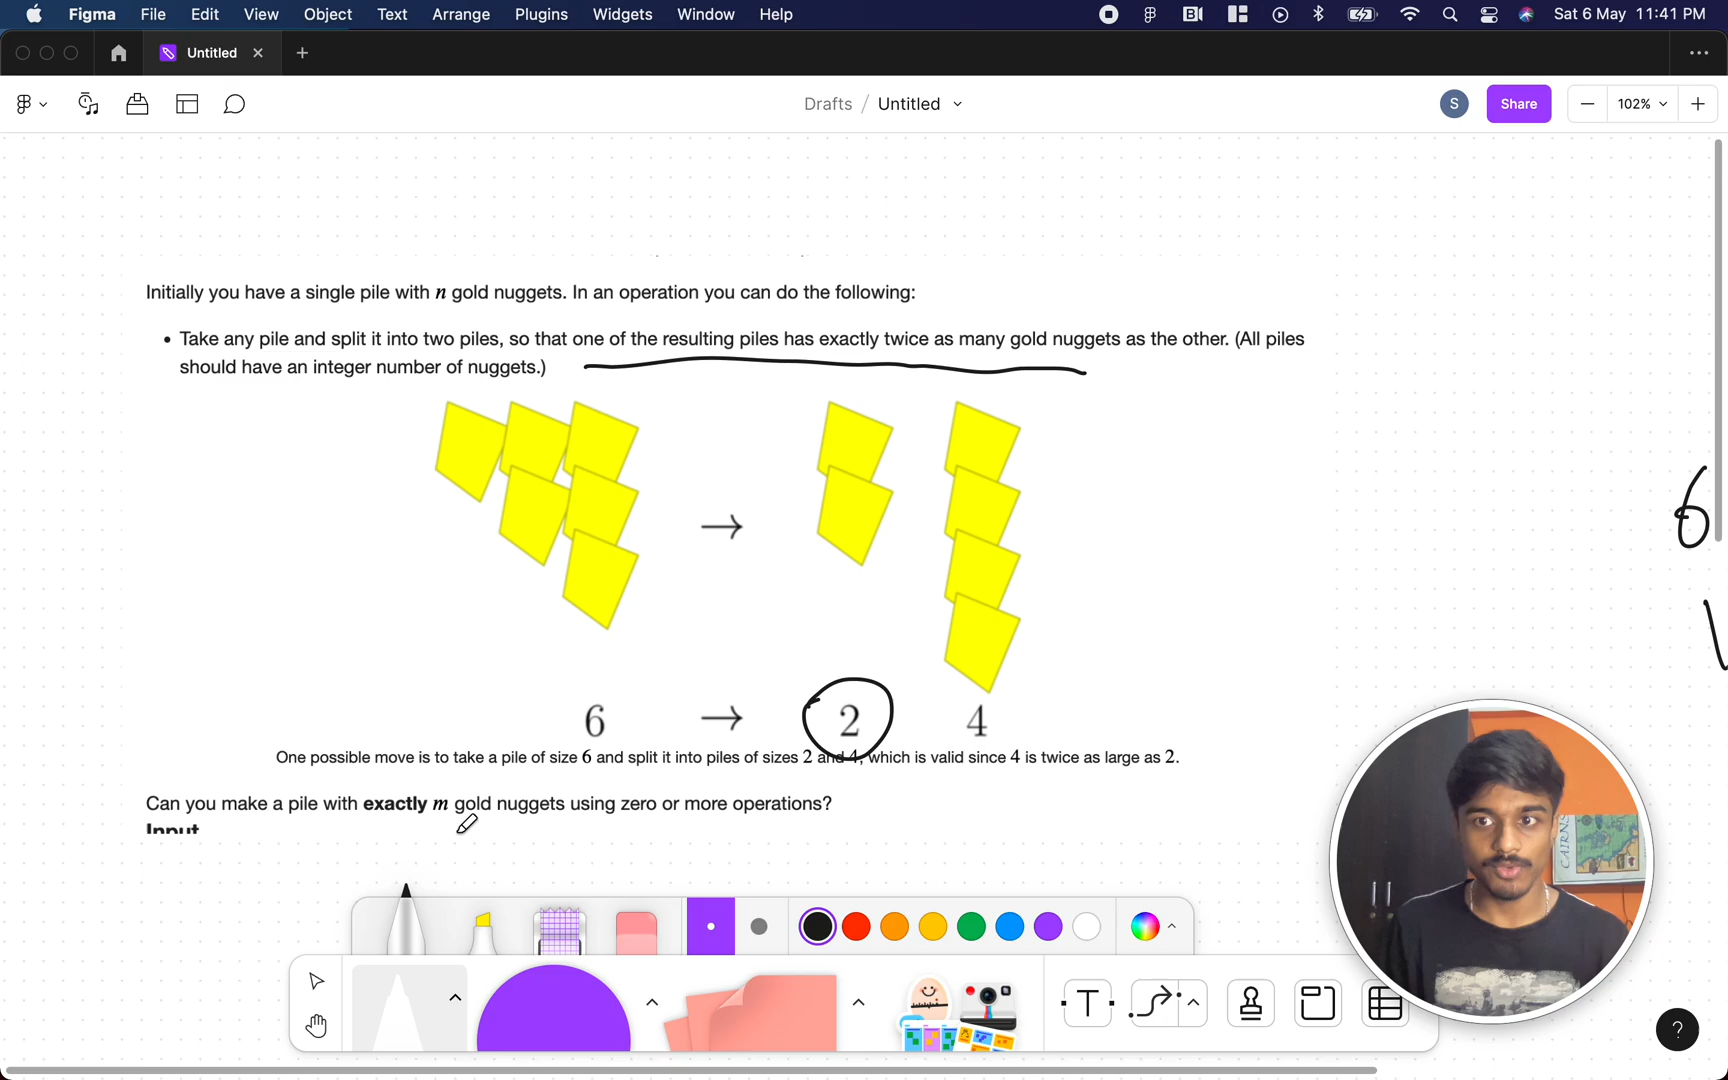 Figma File Edit View Object Text Arrange Plugins Widgets Window Help Sat 6 May 11:41 PM
Untitled
Drafts / Untitled S Share 102%
Initially you have a single pile with n gold nuggets. In an operation you can do the following:
• Take any pile and split it into two piles, so that one of the resulting piles has exactly twice as many gold nuggets as the other. (All piles
should have an integer number of nuggets.)
6
6 → 2 4
One possible move is to take a pile of size 6 and split it into piles of sizes 2 and 4, which is valid since 4 is twice as large as 2.
Can you make a pile with exactly m gold nuggets using zero or more operations?
Input
CAIRNS
T
?